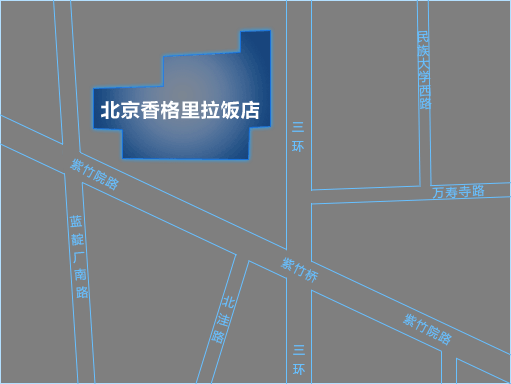 民族大学西路
北京香格里拉饭店
三环
紫竹院路
万寿寺路
蓝靛厂南路
紫竹桥
北洼路
紫竹院路
三环